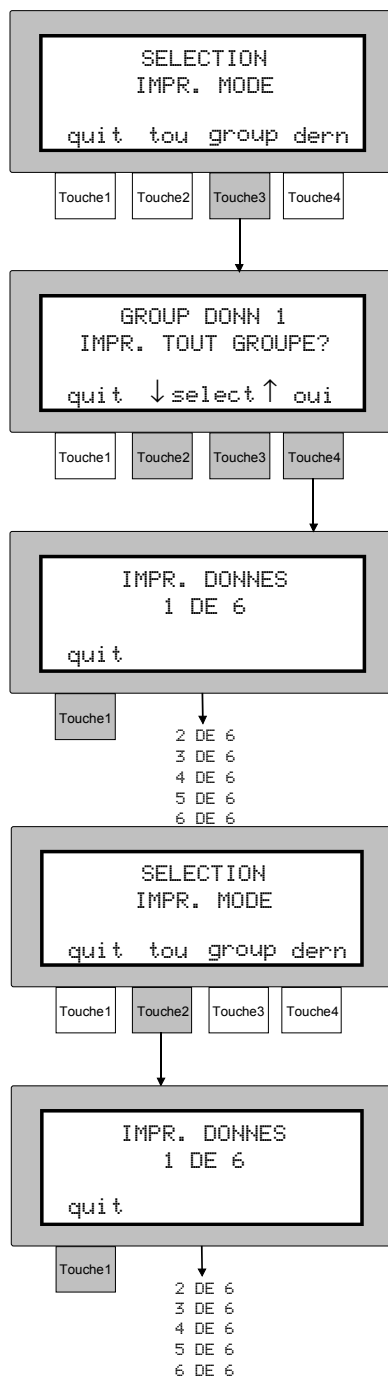 SELECTION
IMPR. MODE
quit tou group dern
Touche1 Touche2 Touche3 Touche4
GROUP DONN 1
IMPR. TOUT GROUPE?
quit ↓select↑ oui
Touche1 Touche2 Touche3 Touche4
IMPR. DONNES
1 DE 6
quit
Touche1
2 DE 6
3 DE 6
4 DE 6
5 DE 6
6 DE 6
SELECTION
IMPR. MODE
quit tou group dern
Touche1 Touche2 Touche3 Touche4
IMPR. DONNES
1 DE 6
quit
Touche1
2 DE 6
3 DE 6
4 DE 6
5 DE 6
6 DE 6